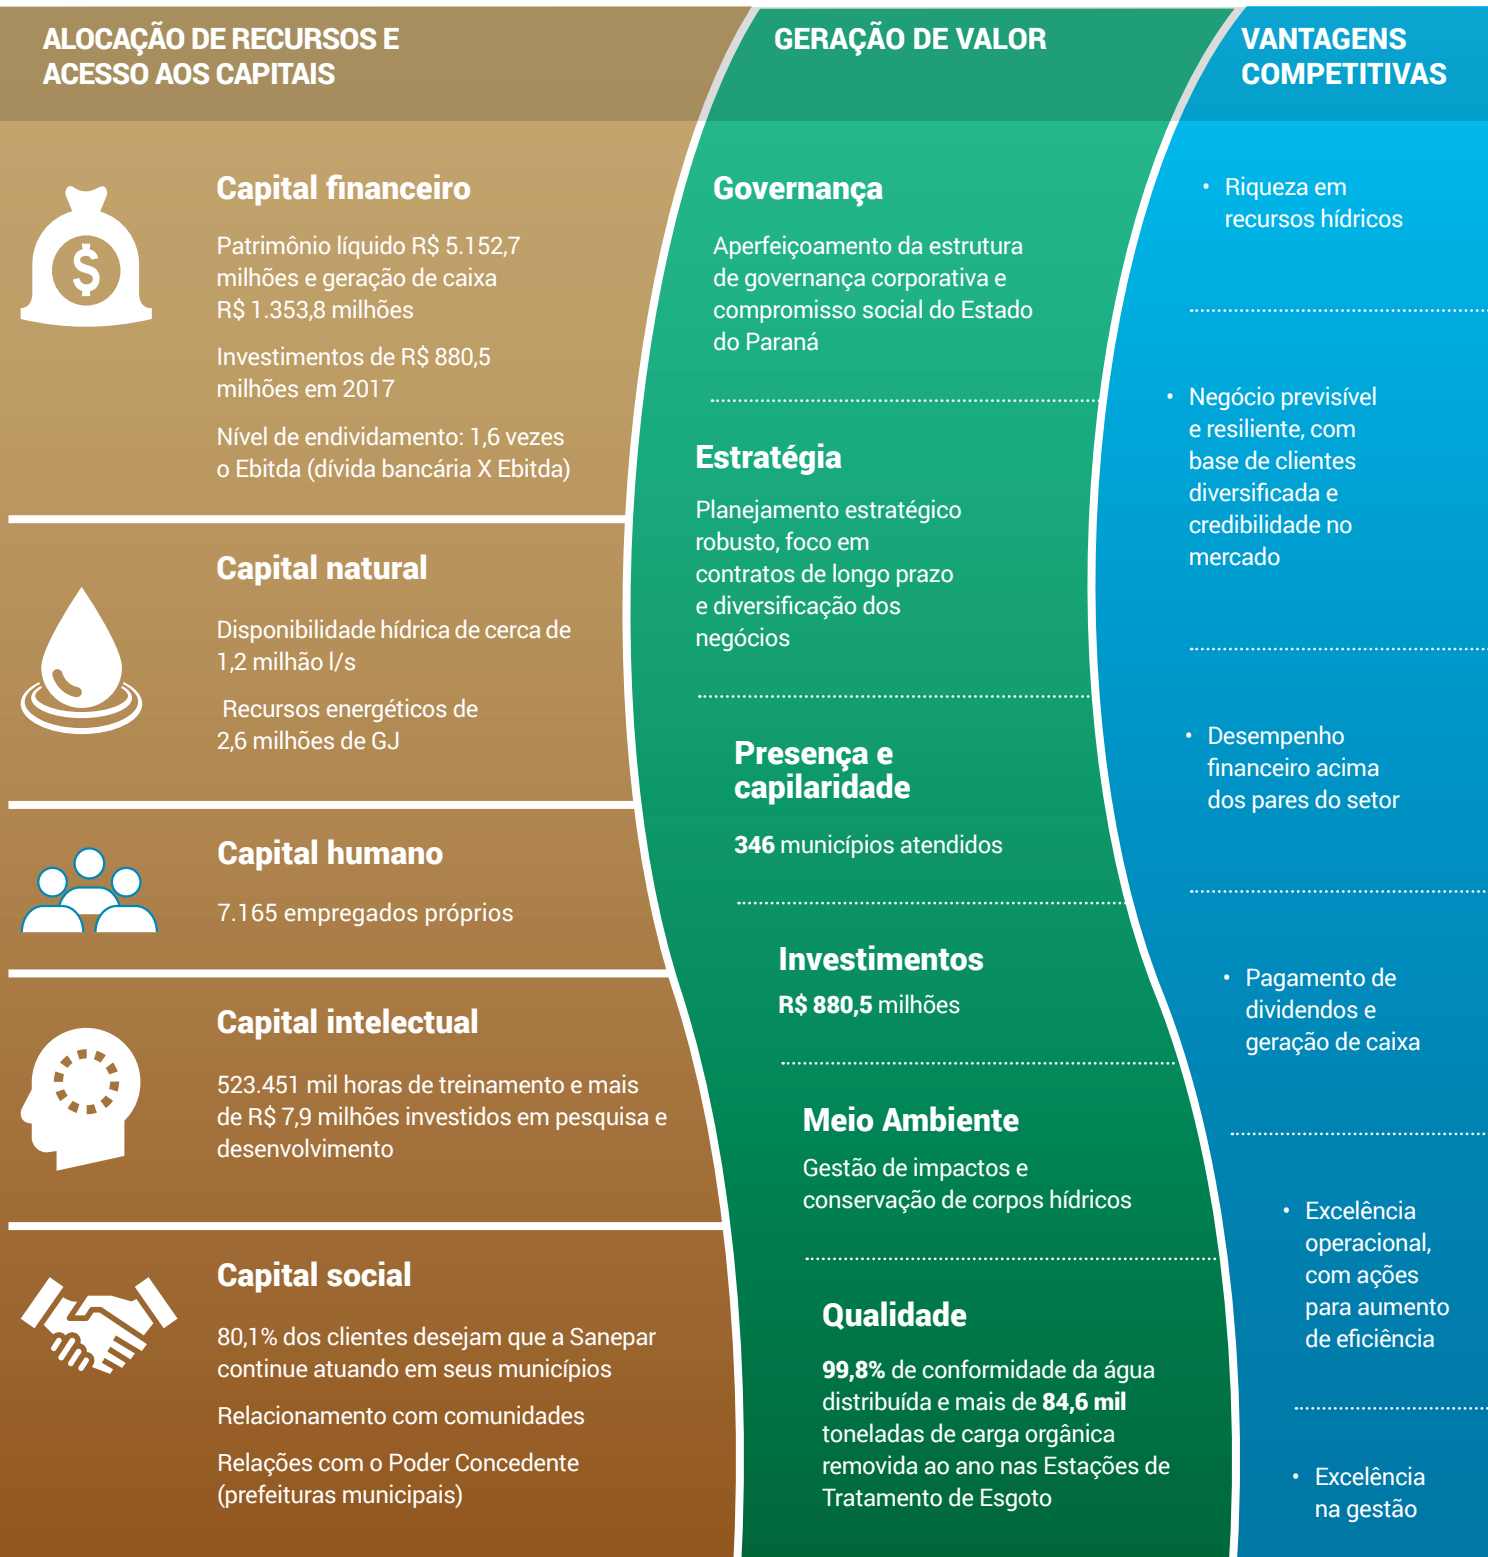 ALOCAÇÃO DE RECURSOS E
ACESSO AOS CAPITAIS
Capital financeiro
Patrimônio líquido R$ 5.152,7
milhões e geração de caixa
R$ 1.353,8 milhões
Investimentos de R$ 880,5
milhões em 2017
Nível de endividamento: 1,6 vezes
o Ebitda (dívida bancária X Ebitda)
Capital natural
Disponibilidade hídrica de cerca de
1,2 milhão l/s
Recursos energéticos de
2,6 milhões de GJ
Capital humano
7.165 empregados próprios
Capital intelectual
523.451 mil horas de treinamento e mais
de R$ 7,9 milhões investidos em pesquisa e
desenvolvimento
Capital social
80,1% dos clientes desejam que a Sanepar
continue atuando em seus municípios
Relacionamento com comunidades
Relações com o Poder Concedente
(prefeituras municipais)
GERAÇÃO DE VALOR
Governança
Aperfeiçoamento da estrutura
de governança corporativa e
compromisso social do Estado
do Paraná
Estratégia
Planejamento estratégico
robusto, foco em
contratos de longo prazo
e diversificação dos
negócios
Presença e
capilaridade
346 municípios atendidos
Investimentos
R$ 880,5 milhões
Meio Ambiente
Gestão de impactos e
conservação de corpos hídricos
Qualidade
99,8% de conformidade da água
distribuída e mais de 84,6 mil
toneladas de carga orgânica
removida ao ano nas Estações de
Tratamento de Esgoto
VANTAGENS
COMPETITIVAS
• Riqueza em
recursos hídricos
• Negócio previsível
e resiliente, com
base de clientes
diversificada e
credibilidade no
mercado
• Desempenho
financeiro acima
dos pares do setor
• Pagamento de
dividendos e
geração de caixa
• Excelência
operacional,
com ações
para aumento
de eficiência
• Excelência
na gestão